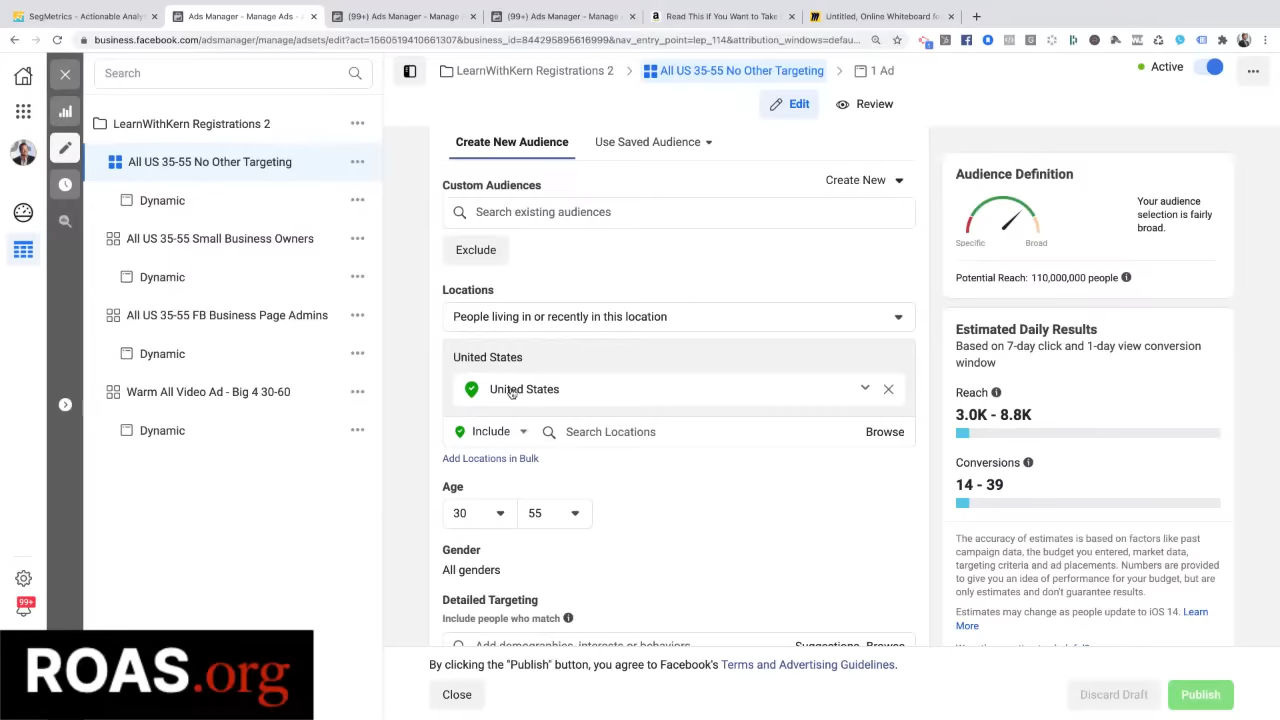 SegMetrics - Actionable Analyt
Ads Manager - Manage Ads -
(99+) Ads Manager - Manage
(99+) Ads Manager - Manage
Read This if You Want to Take
Untitled, Online Whiteboard fo
business.facebook.com/adsmanager/manage/adsets/edit?act=1560519410661307&business_id=844295895616999&nav_entry_point=lep_114&attribution_windows=defau...
Search
LearnWithKern Registrations 2
All US 35-55 No Other Targeting
1 Ad
Active
Edit
Review
LearnWithKern Registrations 2
All US 35-55 No Other Targeting
Dynamic
All US 35-55 Small Business Owners
Dynamic
All US 35-55 FB Business Page Admins
Dynamic
Warm All Video Ad - Big 4 30-60
Dynamic
99+
Create New Audience
Use Saved Audience
Custom Audiences
Create New
Search existing audiences
Exclude
Locations
People living in or recently in this location
United States
United States
Include
Search Locations
Browse
Add Locations in Bulk
Age
30
55
Gender
All genders
Detailed Targeting
Include people who match
Add demographics, interests or behaviors
Suggestions
Browse
Audience Definition
Specific
Broad
Your audience
selection is fairly
broad.
Potential Reach: 110,000,000 people
Estimated Daily Results
Based on 7-day click and 1-day view conversion
window
Reach
3.0K - 8.8K
Conversions
14 - 39
The accuracy of estimates is based on factors like past
campaign data, the budget you entered, market data,
targeting criteria and ad placements. Numbers are provided
to give you an idea of performance for your budget, but are
only estimates and don't guarantee results.
Estimates may change as people update to iOS 14. Learn
More
By clicking the "Publish" button, you agree to Facebook's Terms and Advertising Guidelines.
Close
Discard Draft
Publish
ROAS.org